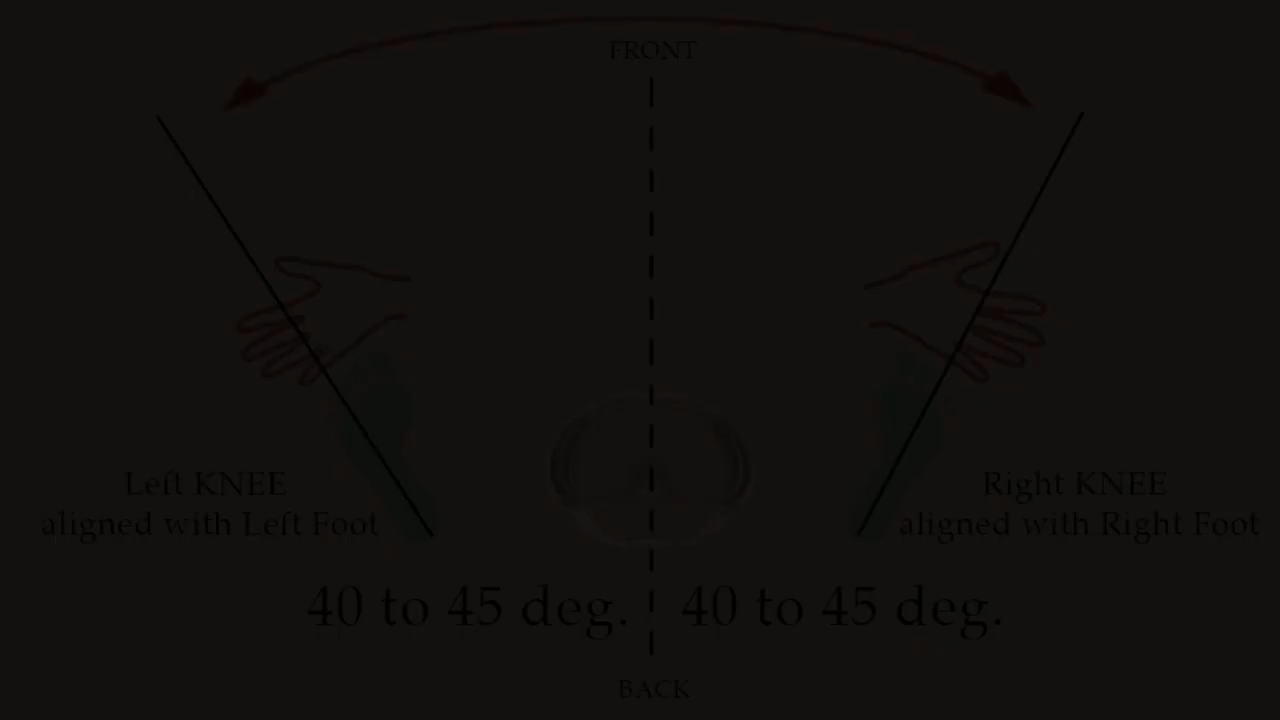 FRONT
Left KNEE
aligned with Left Foot
Right KNEE
aligned with Right Foot
40 to 45 deg.
40 to 45 deg.
BACK